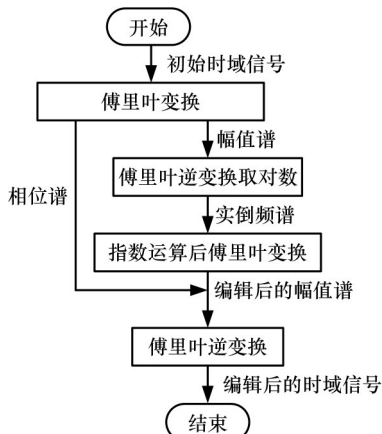 开始
初始时域信号
傅里叶变换
幅值谱
相位谱
傅里叶逆变换取对数
实倒频谱
指数运算后傅里叶变换
编辑后的幅值谱
傅里叶逆变换
编辑后的时域信号
结束